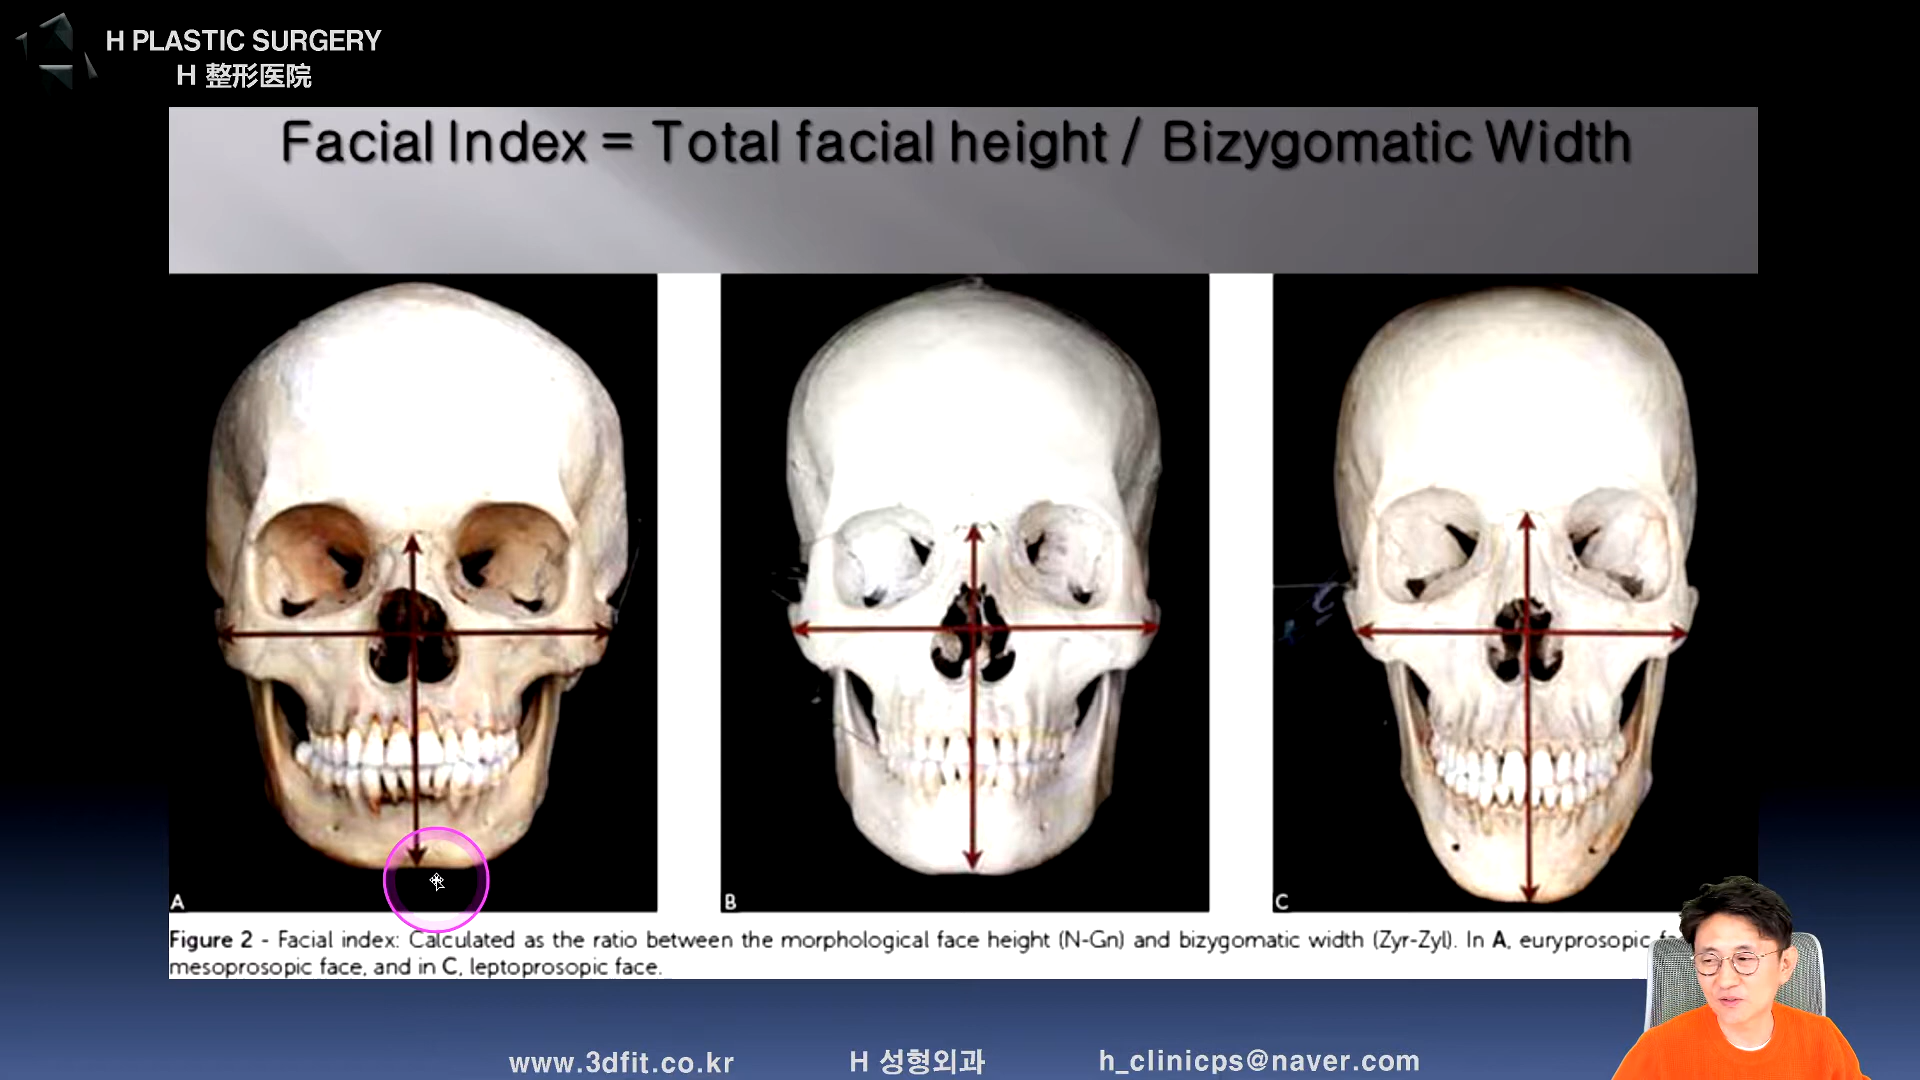 H PLASTIC SURGERY
H 整形医院
Facial Index = Total facial height / Bizygomatic Width
A
B
C
Figure 2 - Facial index: Calculated as the ratio between the morphological face height (N-Gn) and bizygomatic width (Zyr-Zyl). In A, euryprosopic
mesoprosopic face, and in C, leptoprosopic face.
www.3dfit.co.kr
H 성형외과
h_clinicps@naver.com